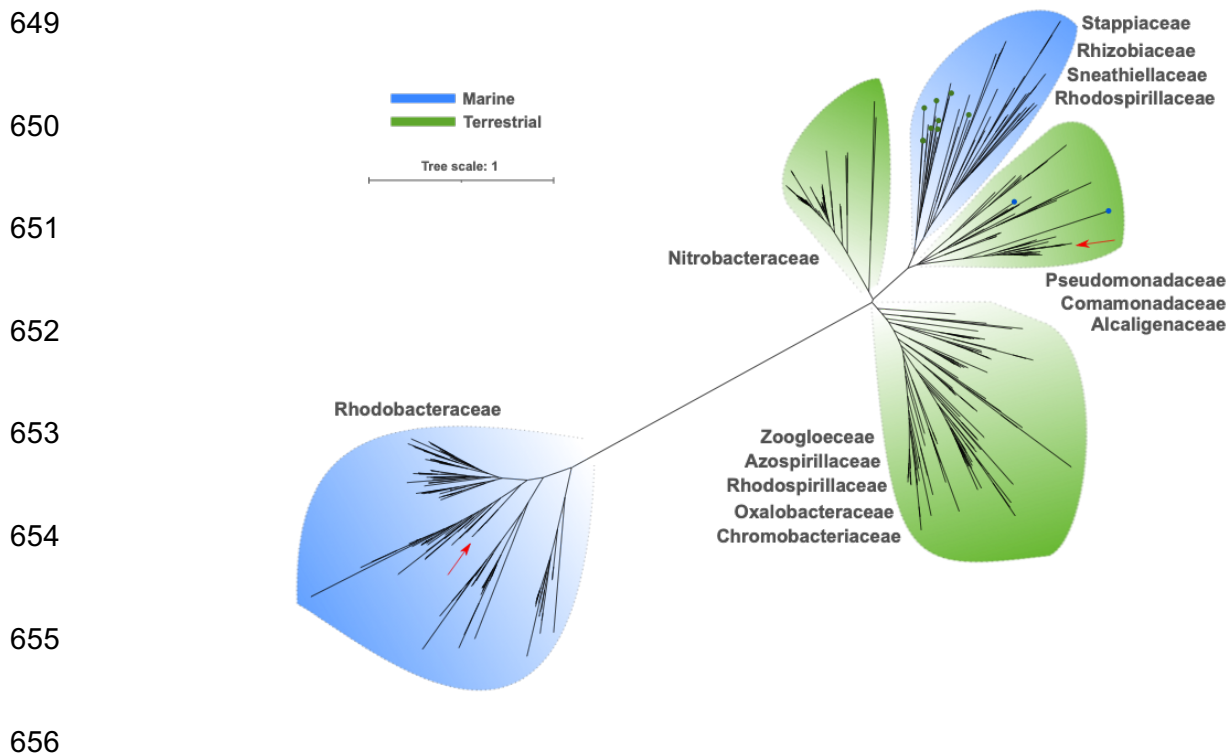 649
Stappiaceae
Rhizobiaceae
Sneathiellaceae
Rhodospirillaceae
Marine
Terrestrial
650
Tree scale: 1
651
Nitrobacteraceae
Pseudomonadaceae
Comamonadaceae
Alcaligenaceae
652
Rhodobacteraceae
653
Zoogloeceae
Azospirillaceae
Rhodospirillaceae
Oxalobacteraceae
Chromobacteriaceae
654
655
656